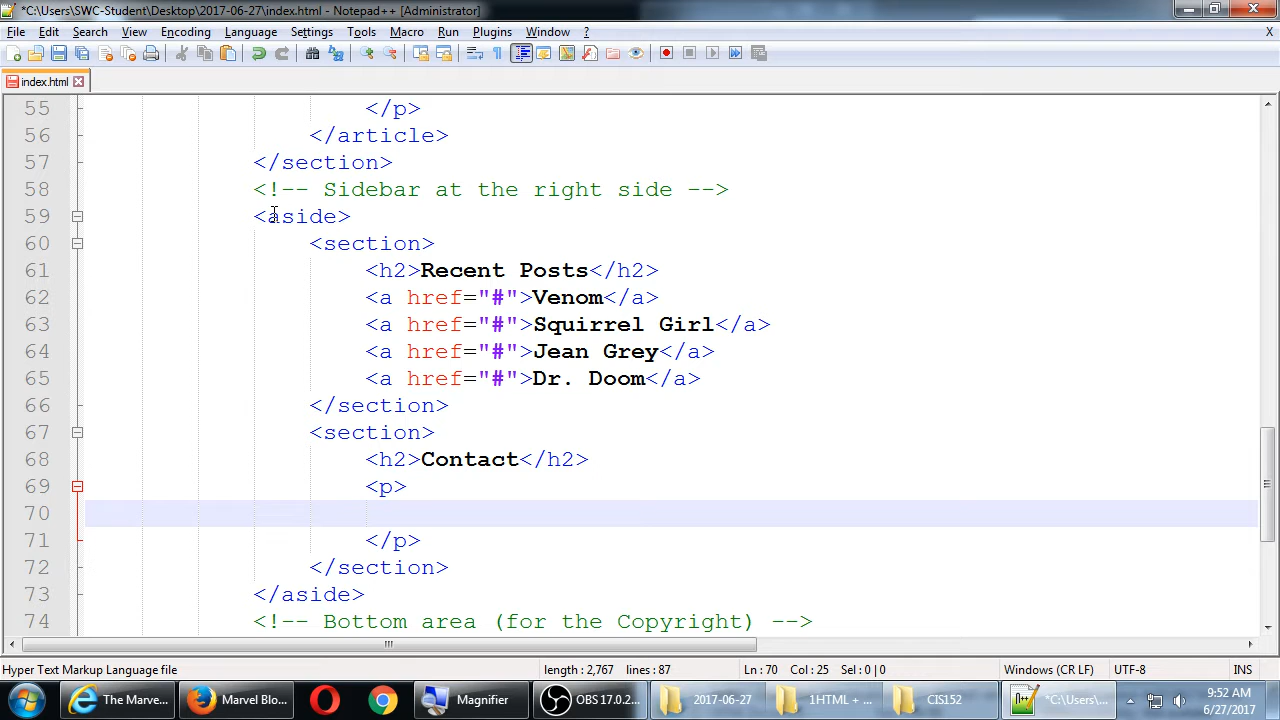 *C:\Users\SWC-Student\Desktop\2017-06-27\index.html - Notepad++ [Administrator]
File Edit Search View Encoding Language Settings Tools Macro Run Plugins Window ? X
index.html
55 </p>
56 </article>
57 </section>
58 <!-- Sidebar at the right side -->
59 <aside>
60 <section>
61 <h2>Recent Posts</h2>
62 <a href="#">Venom</a>
63 <a href="#">Squirrel Girl</a>
64 <a href="#">Jean Grey</a>
65 <a href="#">Dr. Doom</a>
66 </section>
67 <section>
68 <h2>Contact</h2>
69 <p>
70
71 </p>
72 </section>
73 </aside>
74 <!-- Bottom area (for the Copyright) -->
Hyper Text Markup Language file length : 2,767 lines : 87 Ln : 70 Col : 25 Sel : 0 | 0 Windows (CR LF) UTF-8 INS
The Marve... Marvel Blo... Magnifier OBS 17.0.2... 2017-06-27 1HTML + ... CIS152 *C:\Users\... 9:52 AM
6/27/2017